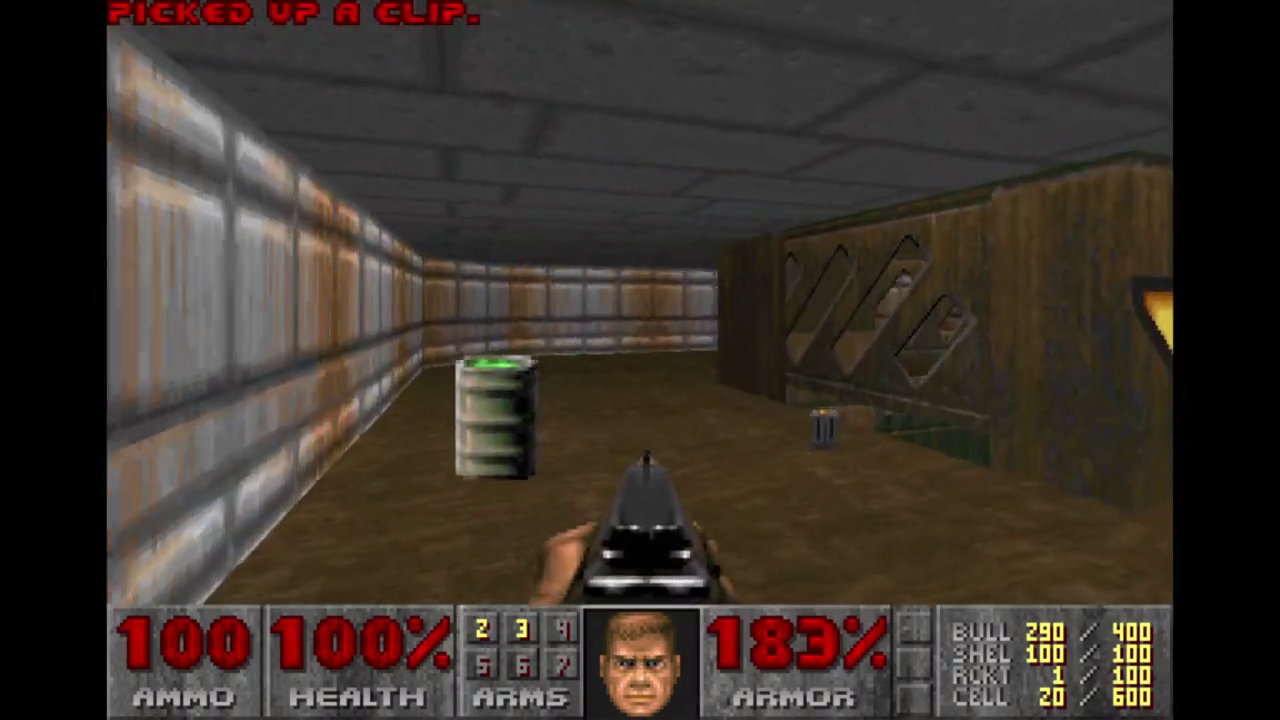 PICKED UP A CLIP.
100 100% 2 3 4 183% BULL 290 / 400
5 6 7 SHEL 100 / 100
RCKT 1 / 100
AMMO HEALTH ARMS ARMOR CELL 20 / 600